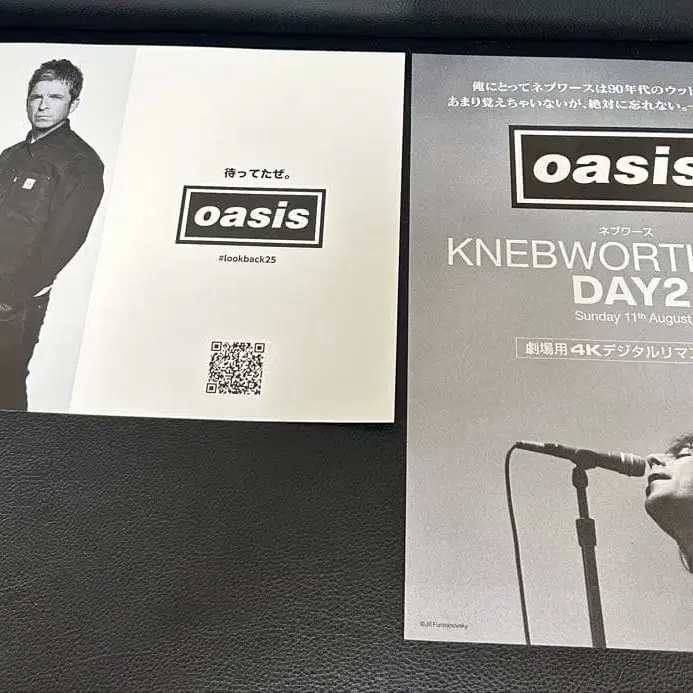 待ってたぜ。
oasis
#lookback25
俺にとってネブワースは90年代のウッド
あまり覚えちゃいないが、絶対に忘れない。
oasis
ネブワース
KNEBWORTH
DAY2
Sunday 11th August
劇場用4Kデジタルリマス
©Jill Furmanovsky